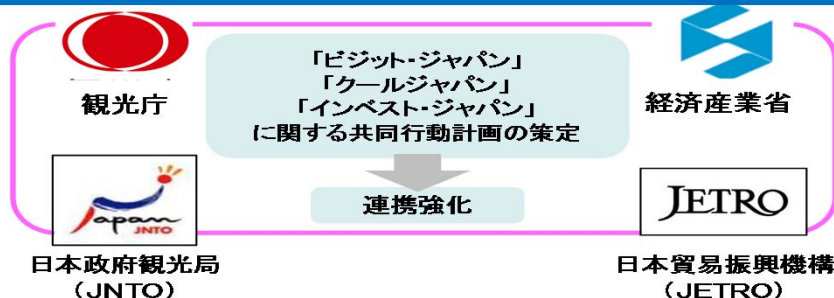 「ビジット・ジャパン」
「クールジャパン」
「インベスト・ジャパン」
に関する共同行動計画の策定
観光庁
経済産業省
連携強化
Japan
JNTO
JETRO
日本政府観光局
（JNTO）
日本貿易振興機構
（JETRO）